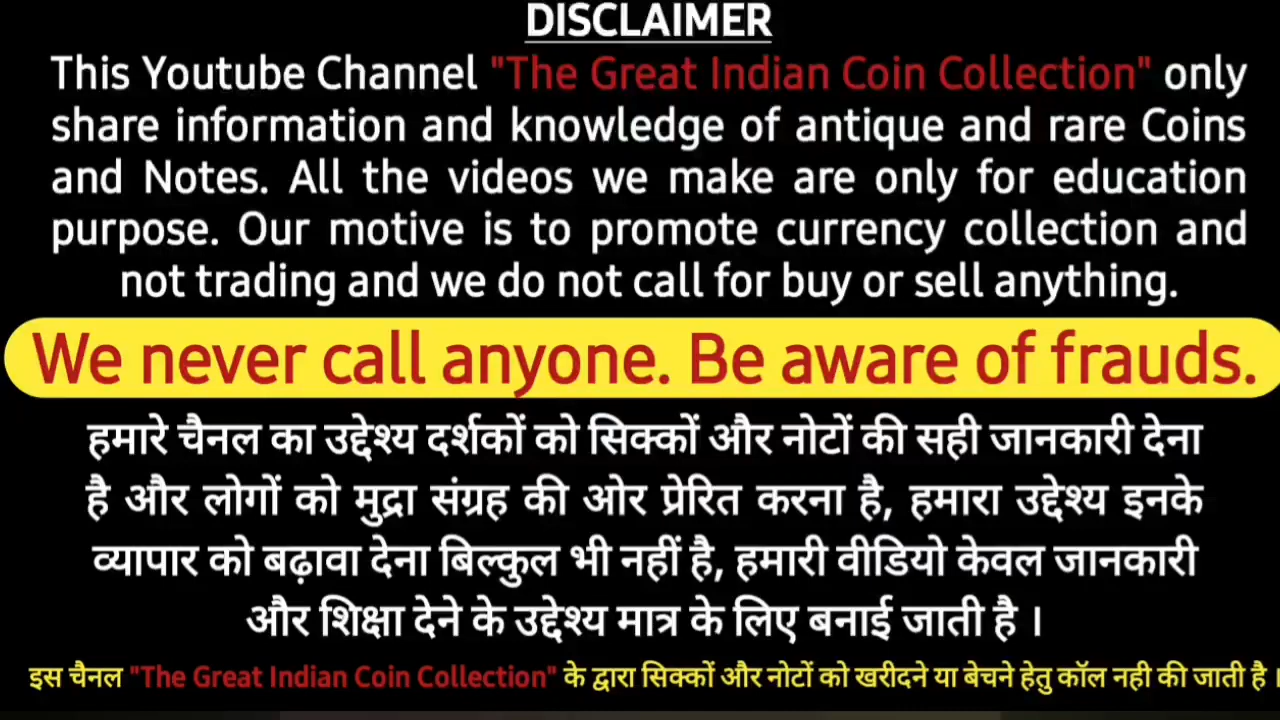 DISCLAIMER
This Youtube Channel "The Great Indian Coin Collection" only
share information and knowledge of antique and rare Coins
and Notes. All the videos we make are only for education
purpose. Our motive is to promote currency collection and
not trading and we do not call for buy or sell anything.
We never call anyone. Be aware of frauds.
हमारे चैनल का उद्देश्य दर्शकों को सिक्कों और नोटों की सही जानकारी देना
है और लोगों को मुद्रा संग्रह की ओर प्रेरित करना है, हमारा उद्देश्य इनके
व्यापार को बढ़ावा देना बिल्कुल भी नहीं है, हमारी वीडियो केवल जानकारी
और शिक्षा देने के उद्देश्य मात्र के लिए बनाई जाती है ।
इस चैनल "The Great Indian Coin Collection" के द्वारा सिक्कों और नोटों को खरीदने या बेचने हेतु कॉल नही की जाती है ।